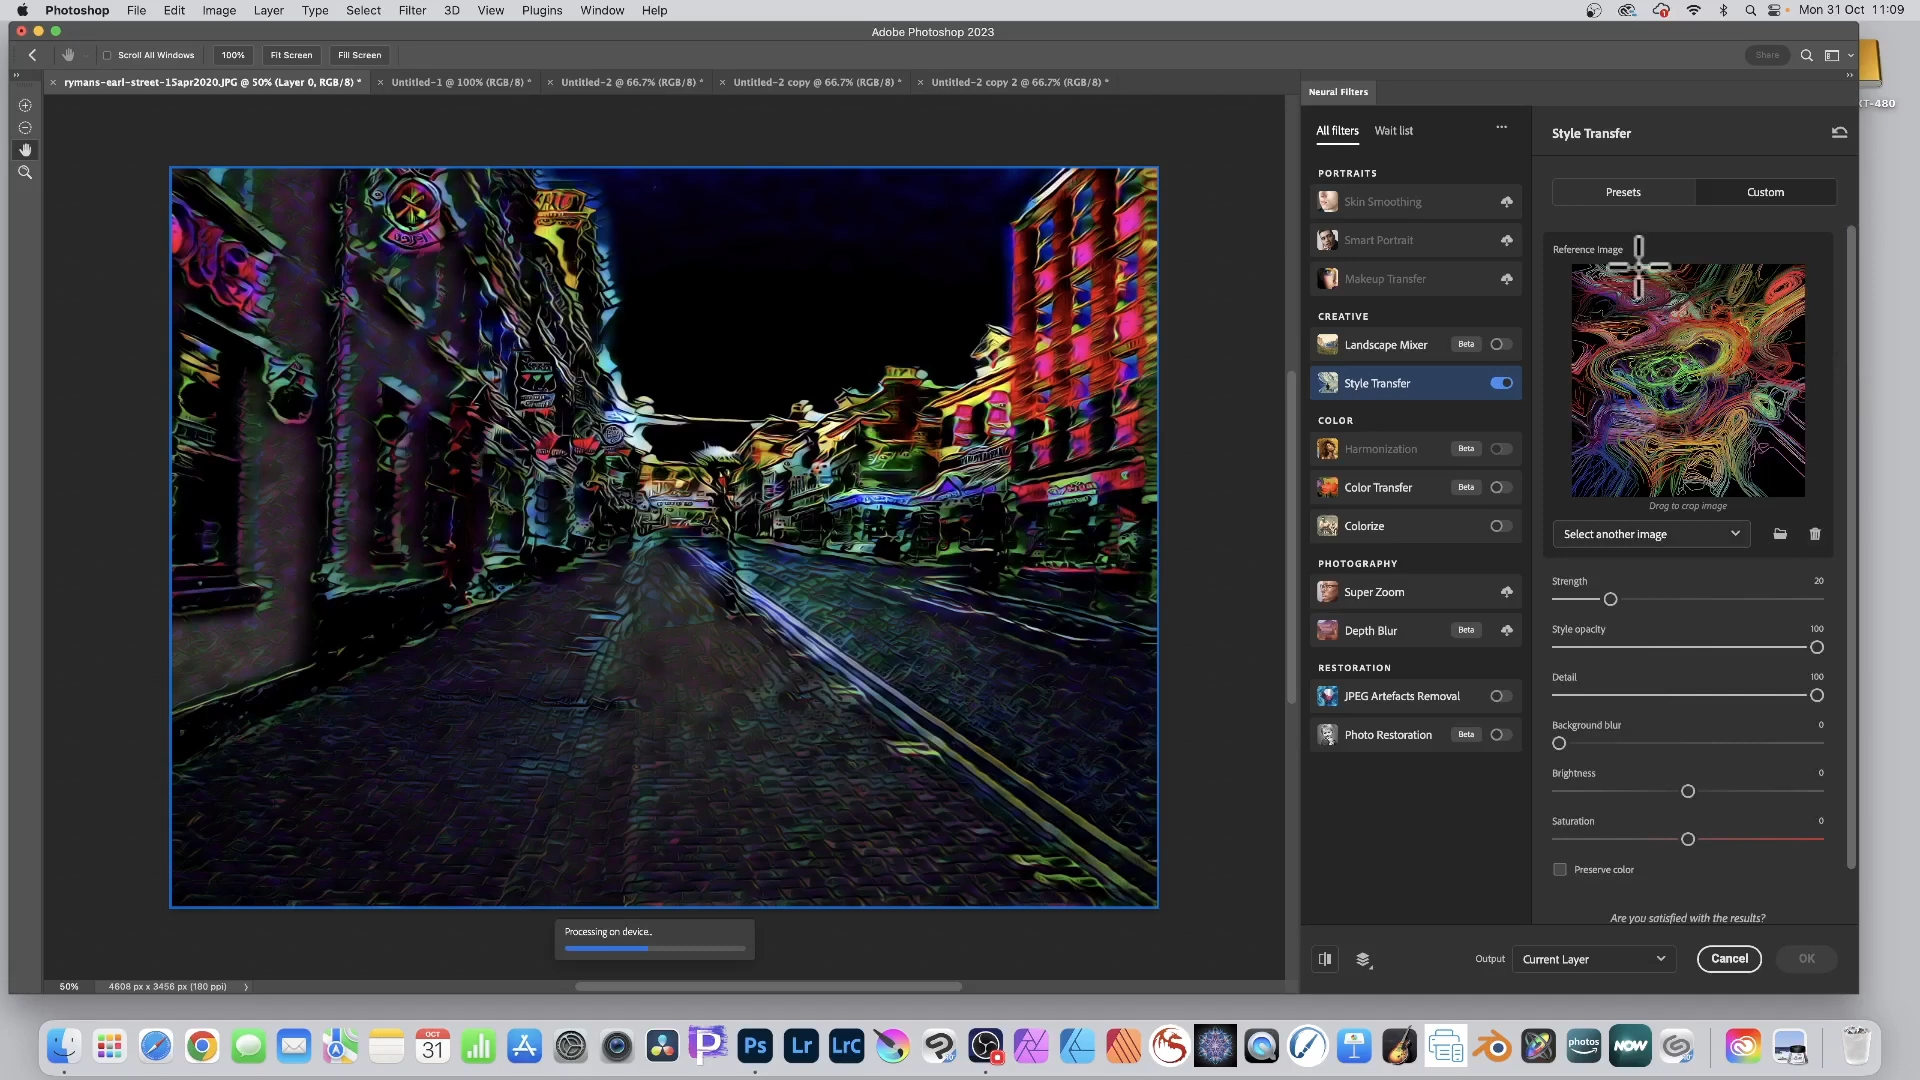 Photoshop File Edit Image Layer Type Select Filter 3D View Plugins Window Help Mon 31 Oct 11:09
Adobe Photoshop 2023
Scroll All Windows 100% Fit Screen Fill Screen Share
rymans-earl-street-15apr2020.JPG @ 50% (Layer 0, RGB/8) * Untitled-1 @ 100% (RGB/8) * Untitled-2 @ 66.7% (RGB/8) * Untitled-2 copy @ 66.7% (RGB/8) * Untitled-2 copy 2 @ 66.7% (RGB/8) *
Neural Filters
All filters Wait list
PORTRAITS
Skin Smoothing
Smart Portrait
Makeup Transfer
CREATIVE
Landscape Mixer Beta
Style Transfer
COLOR
Harmonization Beta
Color Transfer Beta
Colorize
PHOTOGRAPHY
Super Zoom
Depth Blur Beta
RESTORATION
JPEG Artefacts Removal
Photo Restoration Beta
Style Transfer
Presets Custom
Reference Image
Drag to crop image
Select another image
Strength 20
Style opacity 100
Detail 100
Background blur 0
Brightness 0
Saturation 0
Preserve color
Are you satisfied with the results?
Output Current Layer Cancel OK
Processing on device..
50% 4608 px x 3456 px (180 ppi)
OCT
31
Ps Lr LrC
amazon
photos
NOW